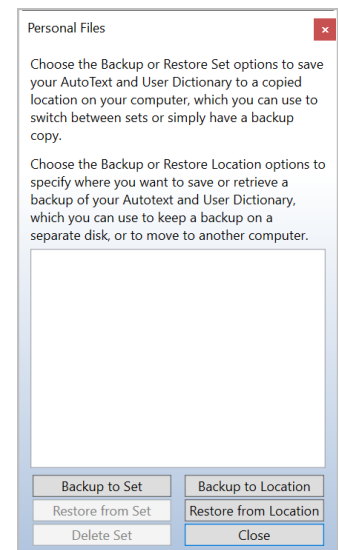 Personal Files
Choose the Backup or Restore Set options to save
your AutoText and User Dictionary to a copied
location on your computer, which you can use to
switch between sets or simply have a backup
copy.
Choose the Backup or Restore Location options to
specify where you want to save or retrieve a
backup of your Autotext and User Dictionary,
which you can use to keep a backup on a
separate disk, or to move to another computer.
Backup to Set
Backup to Location
Restore from Set
Restore from Location
Delete Set
Close